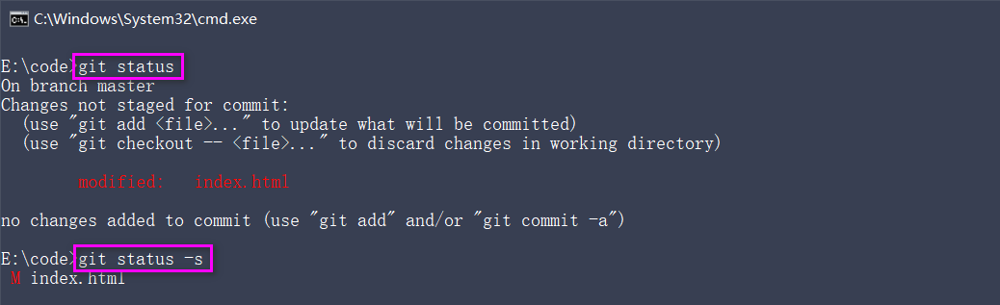 C:\Windows\System32\cmd.exe
E:\code>git status
On branch master
Changes not staged for commit:
  (use "git add <file>..." to update what will be committed)
  (use "git checkout -- <file>..." to discard changes in working directory)
        modified:   index.html
no changes added to commit (use "git add" and/or "git commit -a")
E:\code>git status -s
 M index.html